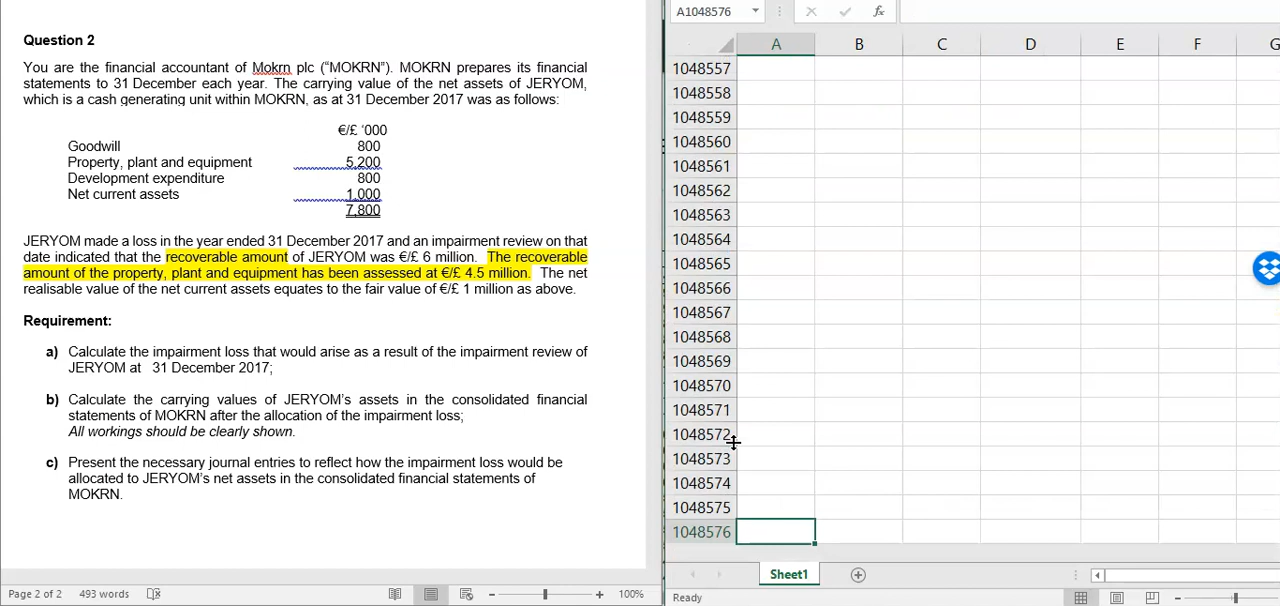 Question 2
You are the financial accountant of Mokrn plc (“MOKRN”). MOKRN prepares its financial
statements to 31 December each year. The carrying value of the net assets of JERYOM,
which is a cash generating unit within MOKRN, as at 31 December 2017 was as follows:
€/£ ‘000
Goodwill 800
Property, plant and equipment 5,200
Development expenditure 800
Net current assets 1,000
7,800
JERYOM made a loss in the year ended 31 December 2017 and an impairment review on that
date indicated that the recoverable amount of JERYOM was €/£ 6 million. The recoverable
amount of the property, plant and equipment has been assessed at €/£ 4.5 million. The net
realisable value of the net current assets equates to the fair value of €/£ 1 million as above.
Requirement:
a) Calculate the impairment loss that would arise as a result of the impairment review of
JERYOM at 31 December 2017;
b) Calculate the carrying values of JERYOM’s assets in the consolidated financial
statements of MOKRN after the allocation of the impairment loss;
All workings should be clearly shown.
c) Present the necessary journal entries to reflect how the impairment loss would be
allocated to JERYOM’s net assets in the consolidated financial statements of
MOKRN.
Page 2 of 2 493 words 100%
A1048576 fx
A B C D E F G
1048557
1048558
1048559
1048560
1048561
1048562
1048563
1048564
1048565
1048566
1048567
1048568
1048569
1048570
1048571
1048572
1048573
1048574
1048575
1048576
Sheet1
Ready